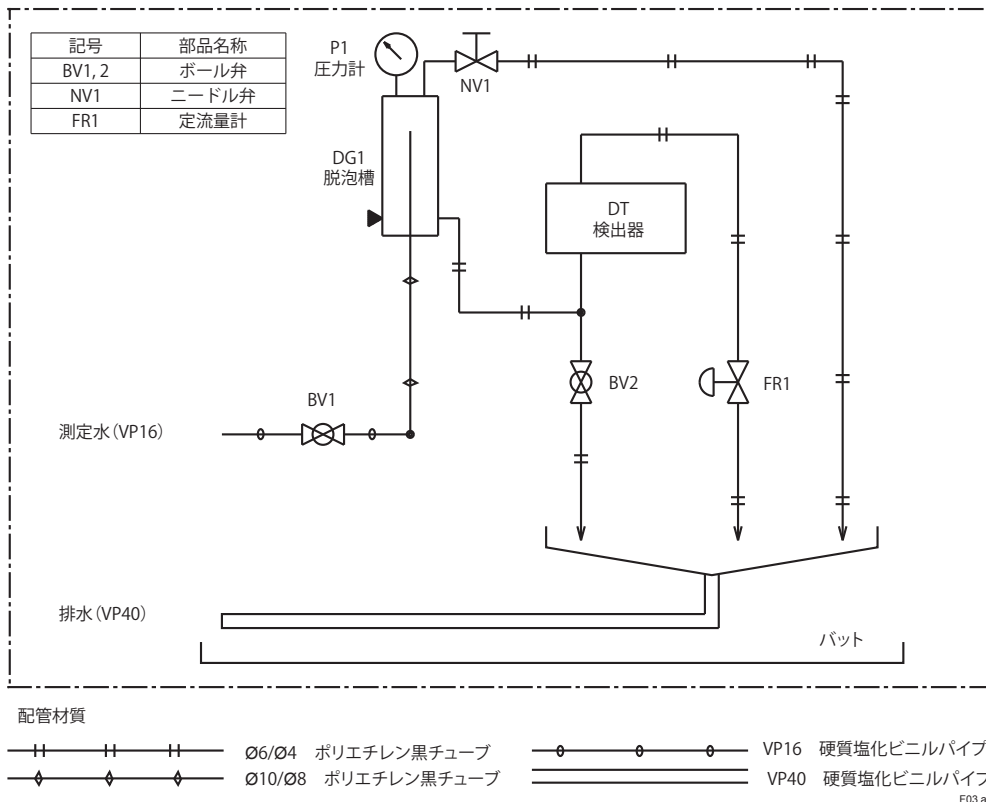 記号 部品名称
BV1, 2 ボール弁
NV1 ニードル弁
FR1 定流量計
P1
圧力計
NV1
DG1
脱泡槽
DT
検出器
BV2
FR1
BV1
測定水(VP16)
排水(VP40)
バット
配管材質
Ø6/Ø4 ポリエチレン黒チューブ
Ø10/Ø8 ポリエチレン黒チューブ
VP16 硬質塩化ビニルパイプ
VP40 硬質塩化ビニルパイプ